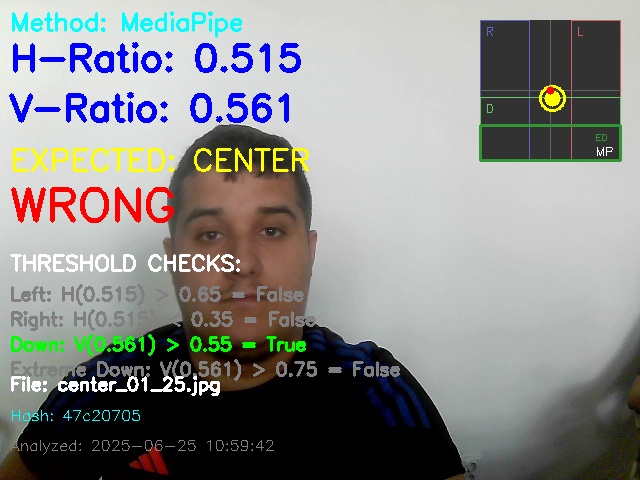 Method: MediaPipe
H-Ratio: 0.515
V-Ratio: 0.561
EXPECTED: CENTER
WRONG
THRESHOLD CHECKS:
Left: H(0.515) > 0.65 = False
Right: H(0.515) < 0.35 = False
Down: V(0.561) > 0.55 = True
Extreme Down: V(0.561) > 0.75 = False
File: center_01_25.jpg
Hash: 47c20705
Analyzed: 2025-06-25 10:59:42
R L
D
ED
MP